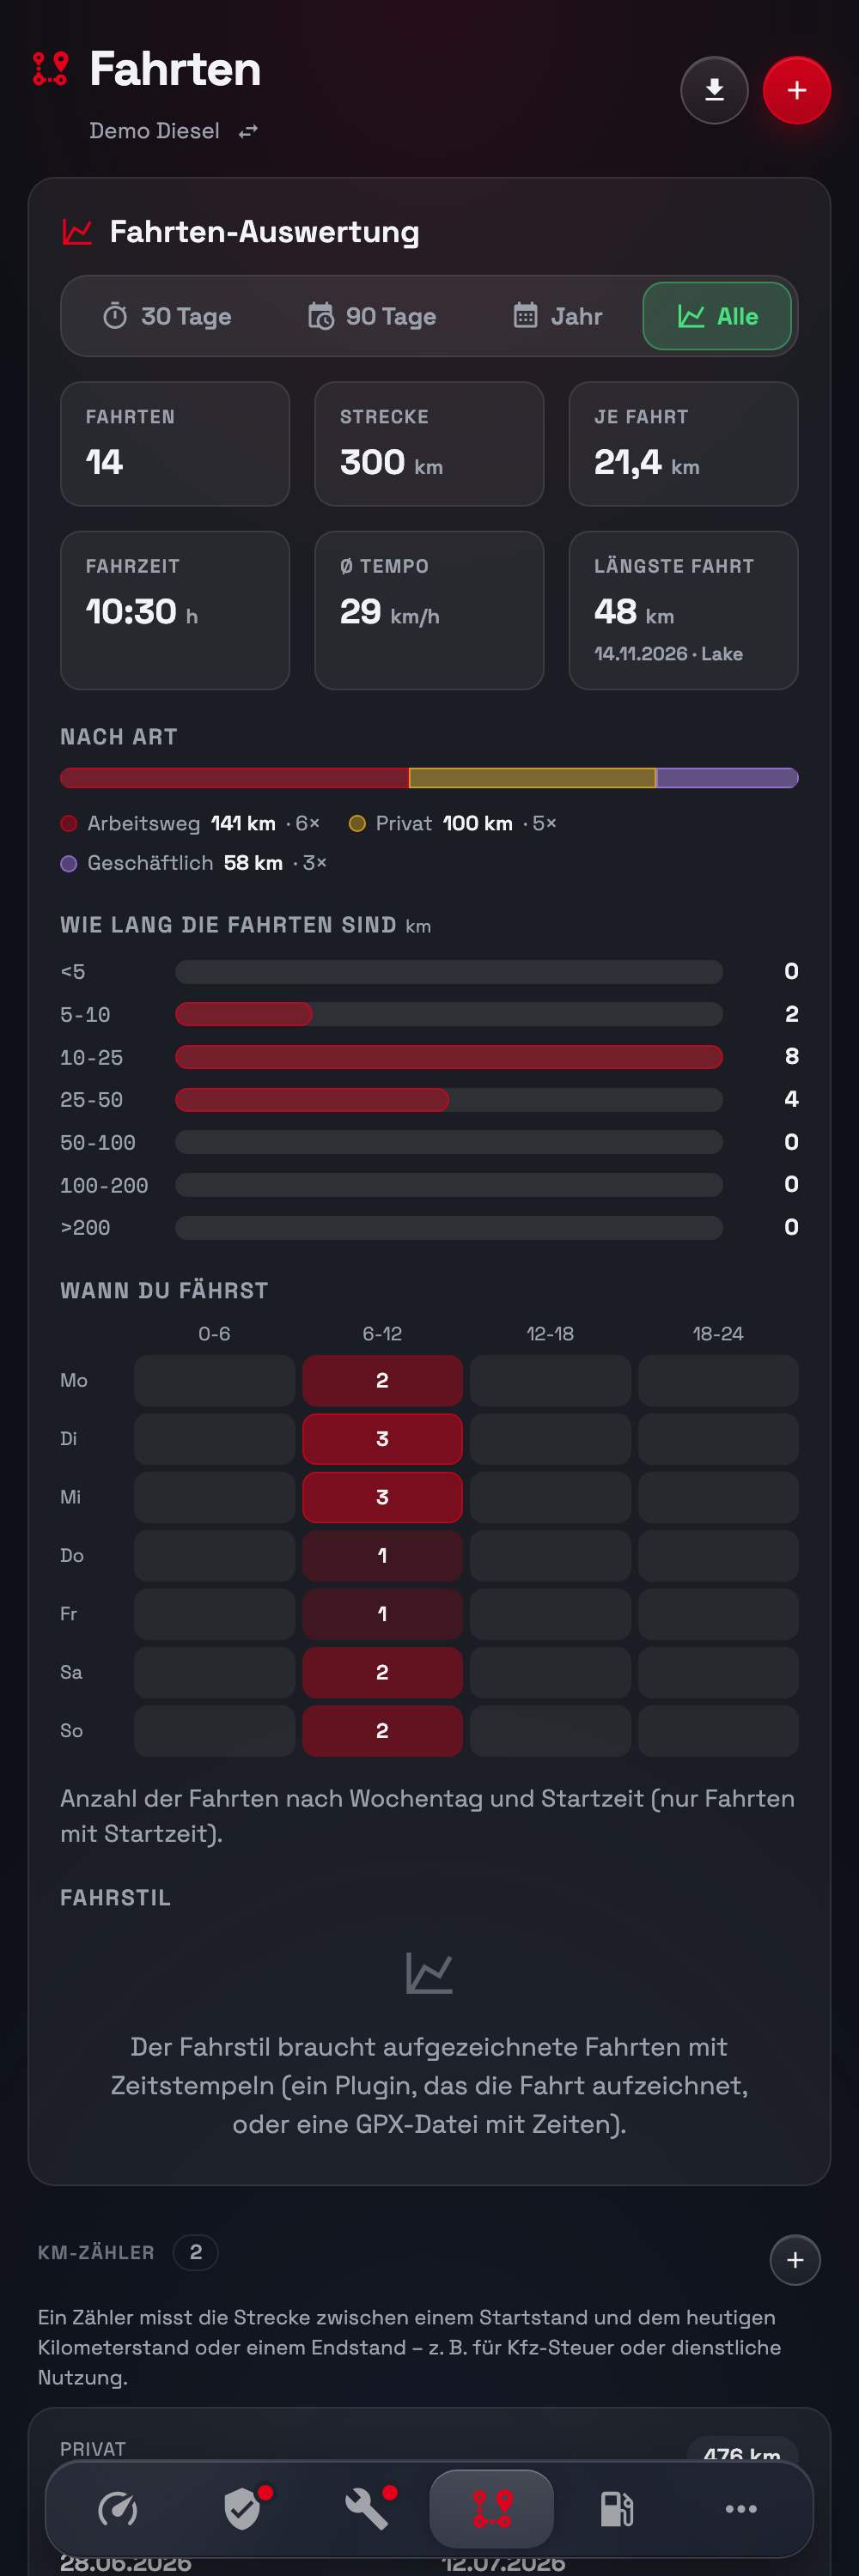 Fahrten
Demo Diesel
Fahrten-Auswertung
30 Tage 90 Tage Jahr Alle
FAHRTEN STRECKE JE FAHRT
14 300 km 21,4 km
FAHRZEIT Ø TEMPO LÄNGSTE FAHRT
10:30 h 29 km/h 48 km
14.11.2026 · Lake
NACH ART
Arbeitsweg 141 km · 6× Privat 100 km · 5×
Geschäftlich 58 km · 3×
WIE LANG DIE FAHRTEN SIND km
<5 0
5-10 2
10-25 8
25-50 4
50-100 0
100-200 0
>200 0
WANN DU FÄHRST
0-6 6-12 12-18 18-24
Mo 2
Di 3
Mi 3
Do 1
Fr 1
Sa 2
So 2
Anzahl der Fahrten nach Wochentag und Startzeit (nur Fahrten
mit Startzeit).
FAHRSTIL
Der Fahrstil braucht aufgezeichnete Fahrten mit
Zeitstempeln (ein Plugin, das die Fahrt aufzeichnet,
oder eine GPX-Datei mit Zeiten).
KM-ZÄHLER 2
Ein Zähler misst die Strecke zwischen einem Startstand und dem heutigen
Kilometerstand oder einem Endstand – z. B. für Kfz-Steuer oder dienstliche
Nutzung.
PRIVAT 476 km
28.06.2026 12.07.2026